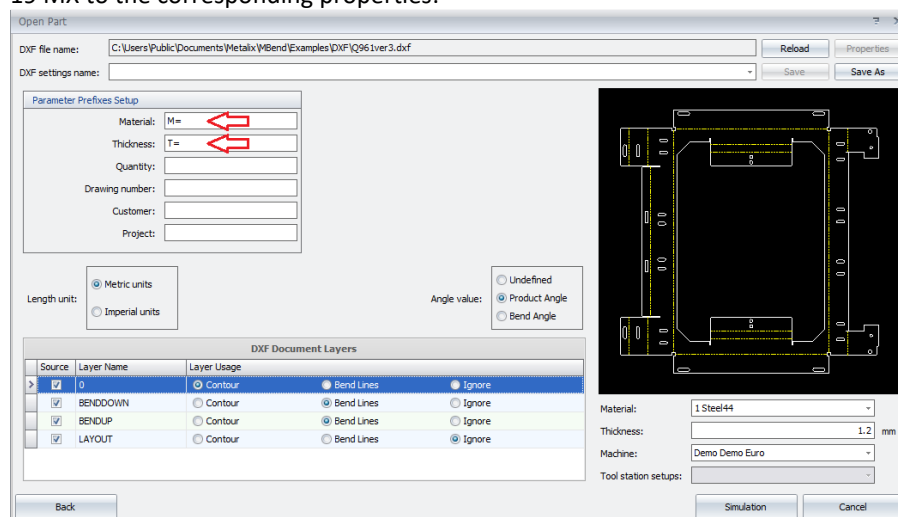 Open Part
DXF file name: C:\Users\Public\Documents\Metalix\MBend\Examples\DXF\Q961ver3.dxf Reload Properties
DXF settings name: Save Save As
Parameter Prefixes Setup
Material: M=
Thickness: T=
Quantity:
Drawing number:
Customer:
Project:
Length unit:
Metric units
Imperial units
Angle value:
Undefined
Product Angle
Bend Angle
DXF Document Layers
Source Layer Name Layer Usage
0 Contour Bend Lines Ignore
BENDDOWN Contour Bend Lines Ignore
BENDUP Contour Bend Lines Ignore
LAYOUT Contour Bend Lines Ignore
Material: 1 Steel44
Thickness: 1.2 mm
Machine: Demo Demo Euro
Tool station setups:
Back Simulation Cancel